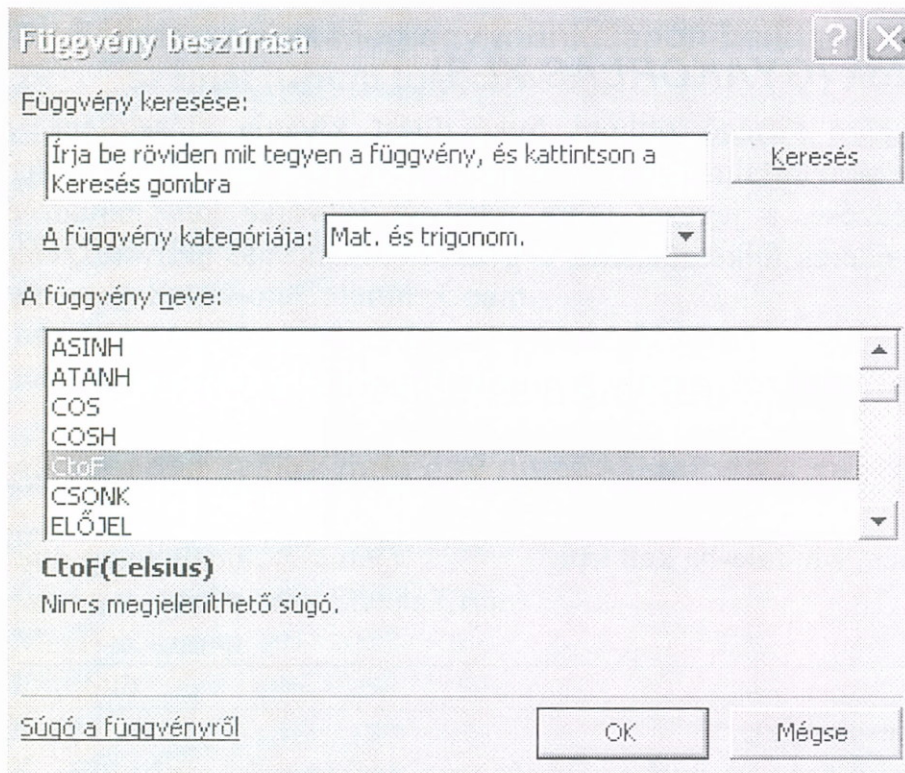 Függvény beszúrása
Függvény keresése:
Írja be röviden mit tegyen a függvény, és kattintson a
Keresés gombra
Keresés
A függvény kategóriája: Mat. és trigonom.
A függvény neve:
ASINH
ATANH
COS
COSH
CtoF
CSONK
ELŐJEL
CtoF(Celsius)
Nincs megjeleníthető súgó.
Súgó a függvényről
OK
Mégse